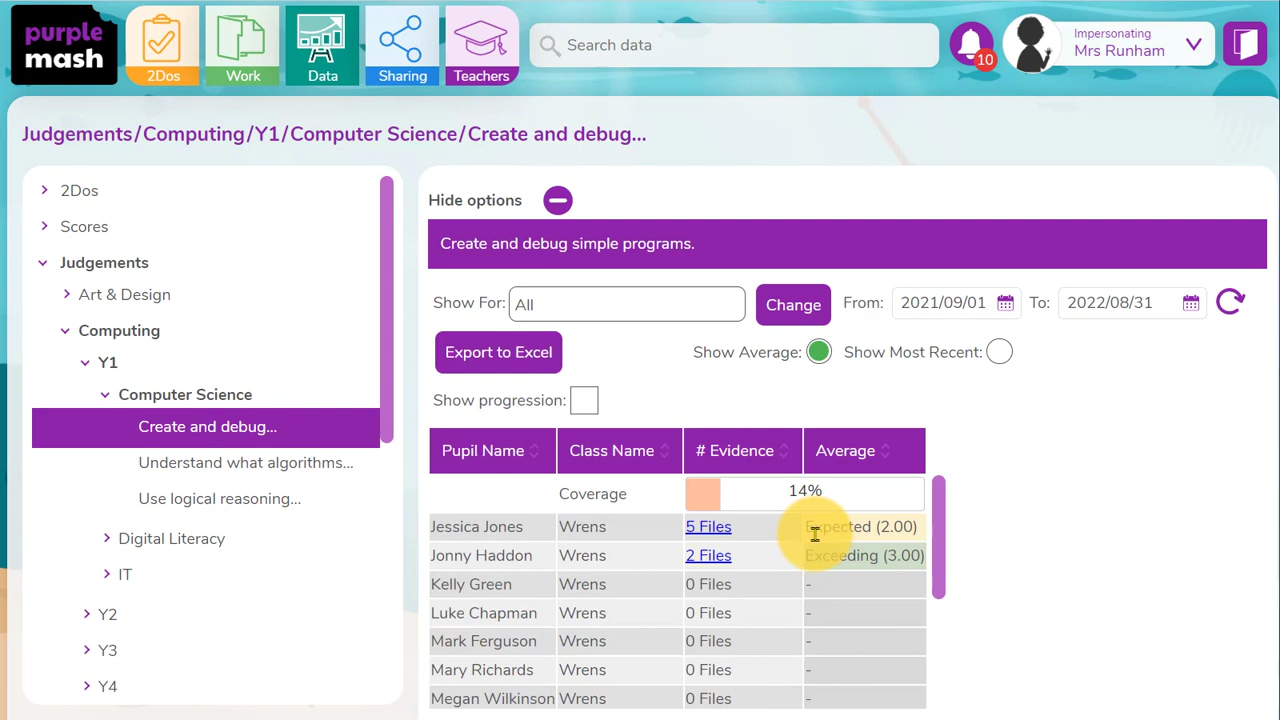 purple
mash
2Dos
Work
Data
Sharing
Teachers
Search data
10
Impersonating
Mrs Runham
Judgements/Computing/Y1/Computer Science/Create and debug...
2Dos
Scores
Judgements
Art & Design
Computing
Y1
Computer Science
Create and debug...
Understand what algorithms...
Use logical reasoning...
Digital Literacy
IT
Y2
Y3
Y4
Hide options
Create and debug simple programs.
Show For: All Change From: 2021/09/01 To: 2022/08/31
Export to Excel Show Average: Show Most Recent:
Show progression:
Pupil Name Class Name # Evidence Average
Coverage 14%
Jessica Jones Wrens 5 Files Expected (2.00)
Jonny Haddon Wrens 2 Files Exceeding (3.00)
Kelly Green Wrens 0 Files -
Luke Chapman Wrens 0 Files -
Mark Ferguson Wrens 0 Files -
Mary Richards Wrens 0 Files -
Megan Wilkinson Wrens 0 Files -